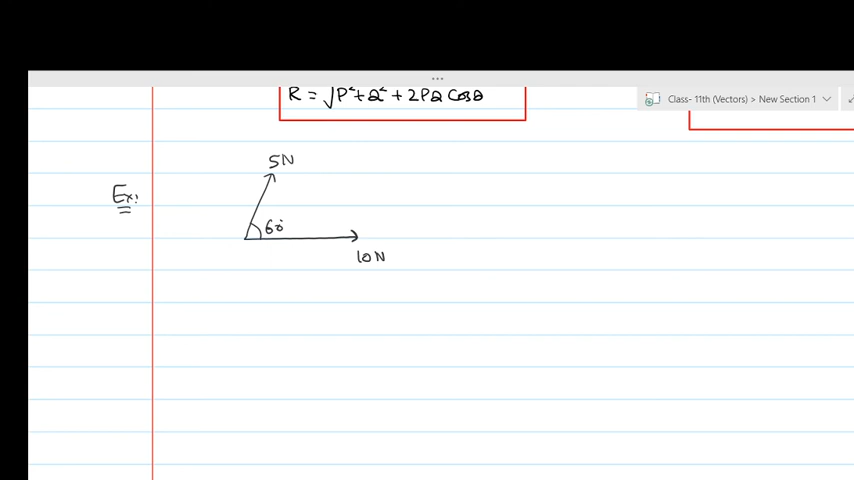 R = √P² + Q² + 2PQ Cosθ
Class- 11th (Vectors) > New Section 1
5N
Ex:
60°
10N